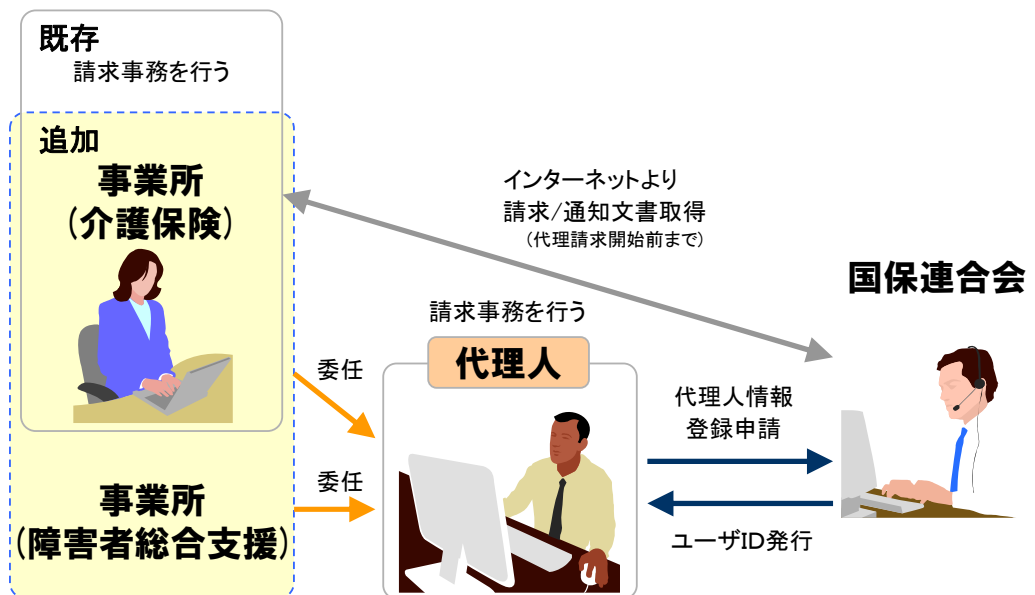 既存
請求事務を行う
追加
事業所
(介護保険)
インターネットより
請求/通知文書取得
(代理請求開始前まで)
国保連合会
請求事務を行う
代理人
委任
代理人情報
登録申請
委任
事業所
(障害者総合支援)
ユーザID発行